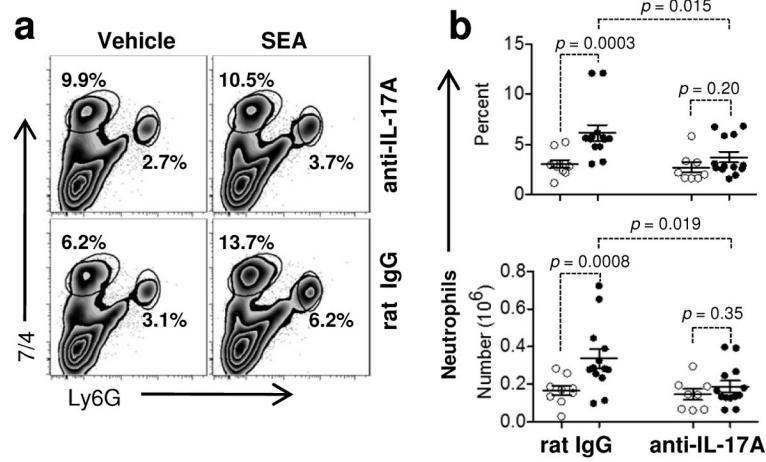 a
Vehicle
SEA
9.9%
10.5%
2.7%
3.7%
anti-IL-17A
6.2%
13.7%
3.1%
6.2%
rat IgG
7/4
Ly6G
b
p = 0.015
p = 0.0003
p = 0.20
15
10
5
0
Percent
p = 0.019
p = 0.0008
p = 0.35
0.8
0.6
0.4
0.2
0.0
Neutrophils
Number (10⁶)
rat IgG
anti-IL-17A